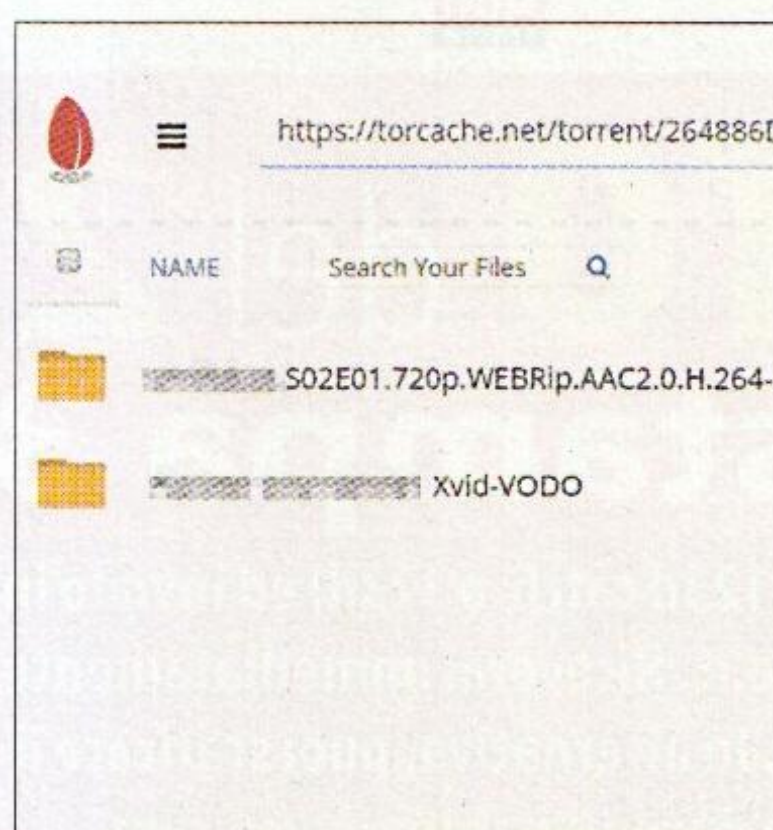 https://torcache.net/torrent/264886
NAME Search Your Files
S02E01.720p.WEBRip.AAC2.0.H.264-
Xvid-VODO